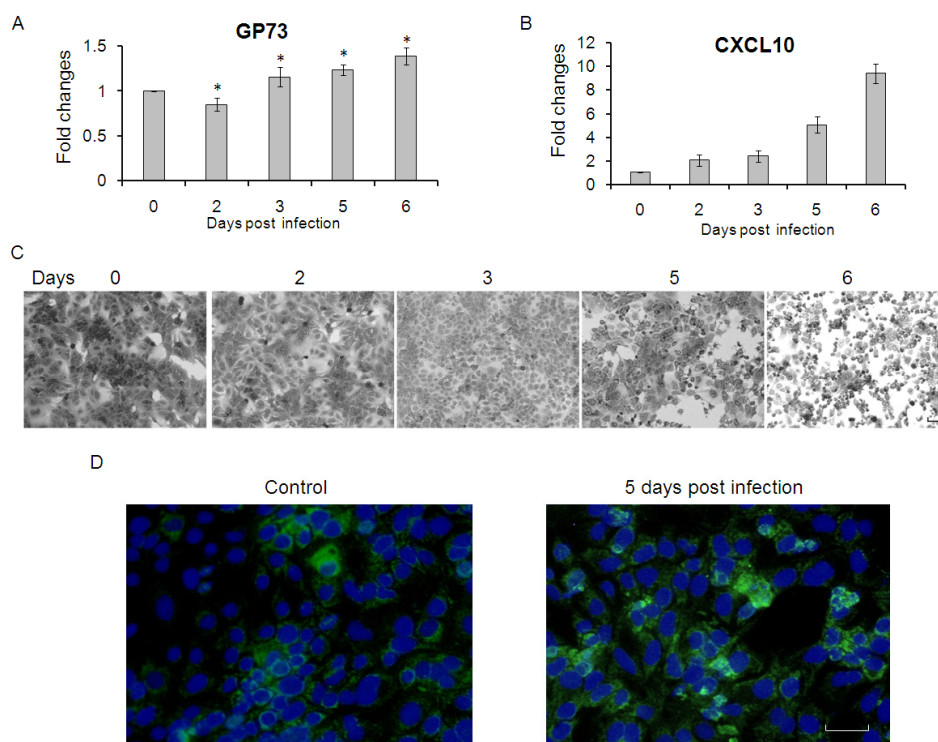 A
GP73
Fold changes
1.5
1
0.5
0
* * * *
0 2 3 5 6
Days post infection
B
CXCL10
Fold changes
12
10
8
6
4
2
0
0 2 3 5 6
Days post infection
C
Days 0 2 3 5 6
D
Control 5 days post infection